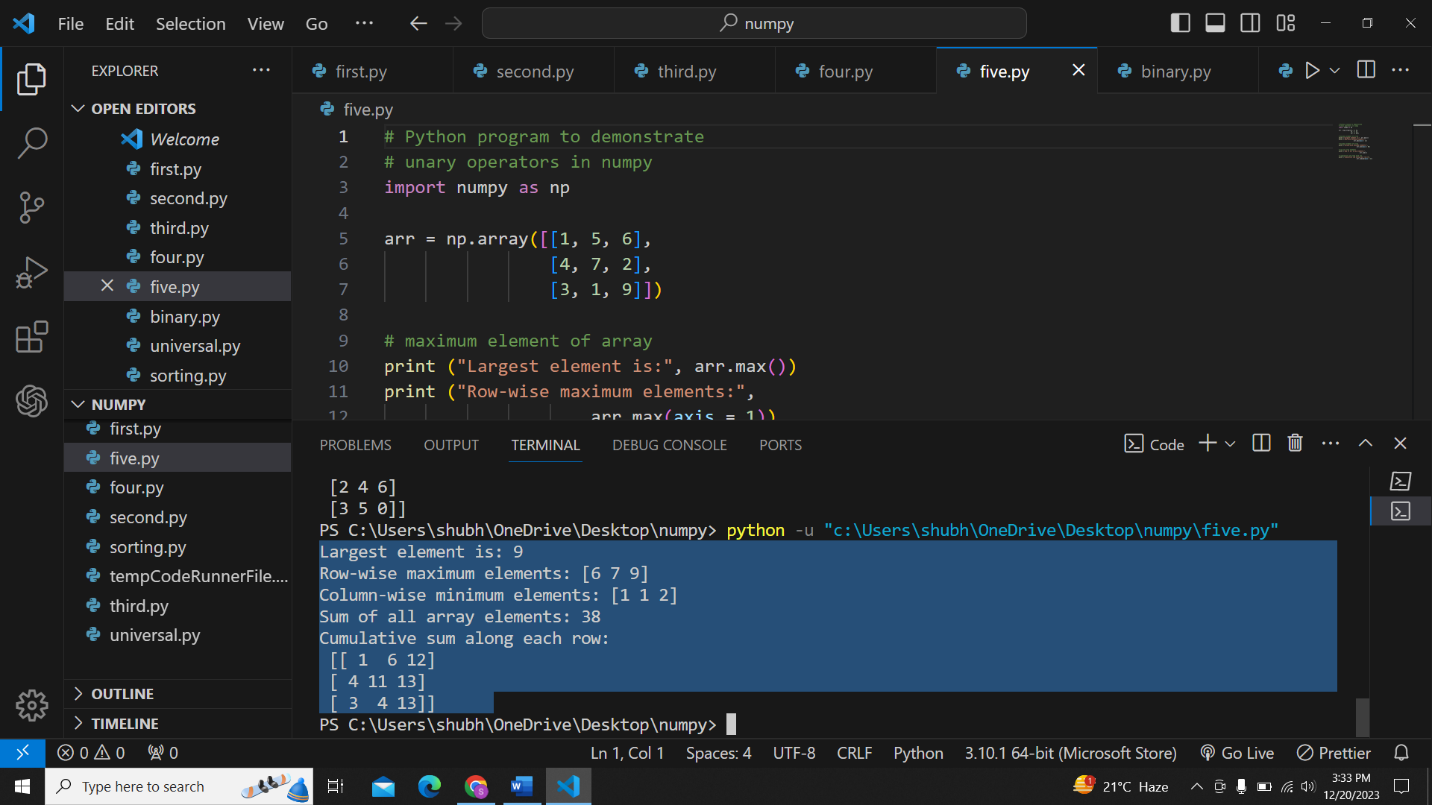 File Edit Selection View Go ··· numpy
EXPLORER ···
OPEN EDITORS
Welcome
first.py
second.py
third.py
four.py
five.py
binary.py
universal.py
sorting.py
NUMPY
first.py
five.py
four.py
second.py
sorting.py
tempCodeRunnerFile....
third.py
universal.py
OUTLINE
TIMELINE
first.py second.py third.py four.py five.py binary.py ···
five.py
1 # Python program to demonstrate
2 # unary operators in numpy
3 import numpy as np
4
5 arr = np.array([[1, 5, 6],
6 [4, 7, 2],
7 [3, 1, 9]])
8
9 # maximum element of array
10 print ("Largest element is:", arr.max())
11 print ("Row-wise maximum elements:",
12 arr.max(axis = 1))
PROBLEMS OUTPUT TERMINAL DEBUG CONSOLE PORTS Code ···
[2 4 6]
[3 5 0]]
PS C:\Users\shubh\OneDrive\Desktop\numpy> python -u "c:\Users\shubh\OneDrive\Desktop\numpy\five.py"
Largest element is: 9
Row-wise maximum elements: [6 7 9]
Column-wise minimum elements: [1 1 2]
Sum of all array elements: 38
Cumulative sum along each row:
[[ 1  6 12]
[ 4 11 13]
[ 3  4 13]]
PS C:\Users\shubh\OneDrive\Desktop\numpy>
0 0 0 Ln 1, Col 1 Spaces: 4 UTF-8 CRLF Python 3.10.1 64-bit (Microsoft Store) Go Live Prettier
Type here to search 1 21°C Haze 3:33 PM
12/20/2023